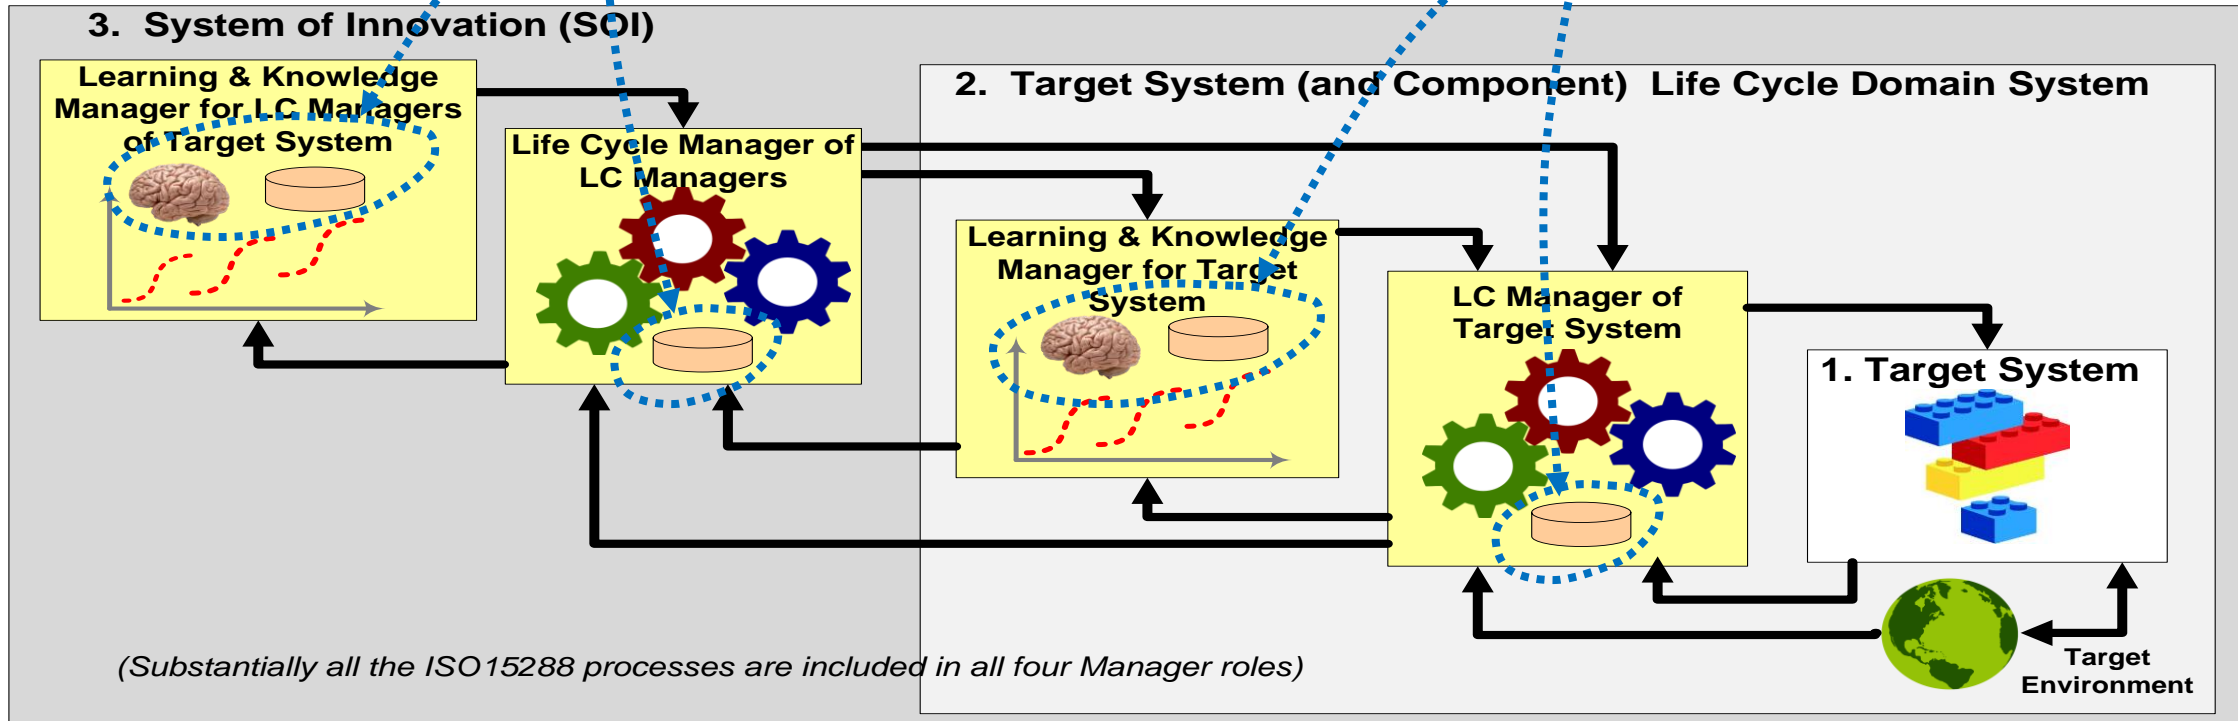 3. System of Innovation (SOI)
Learning & Knowledge
Manager for LC Managers
of Target System
Life Cycle Manager of
LC Managers
2. Target System (and Component) Life Cycle Domain System
Learning & Knowledge
Manager for Target
System
LC Manager of
Target System
1. Target System
Target
Environment
(Substantially all the ISO15288 processes are included in all four Manager roles)